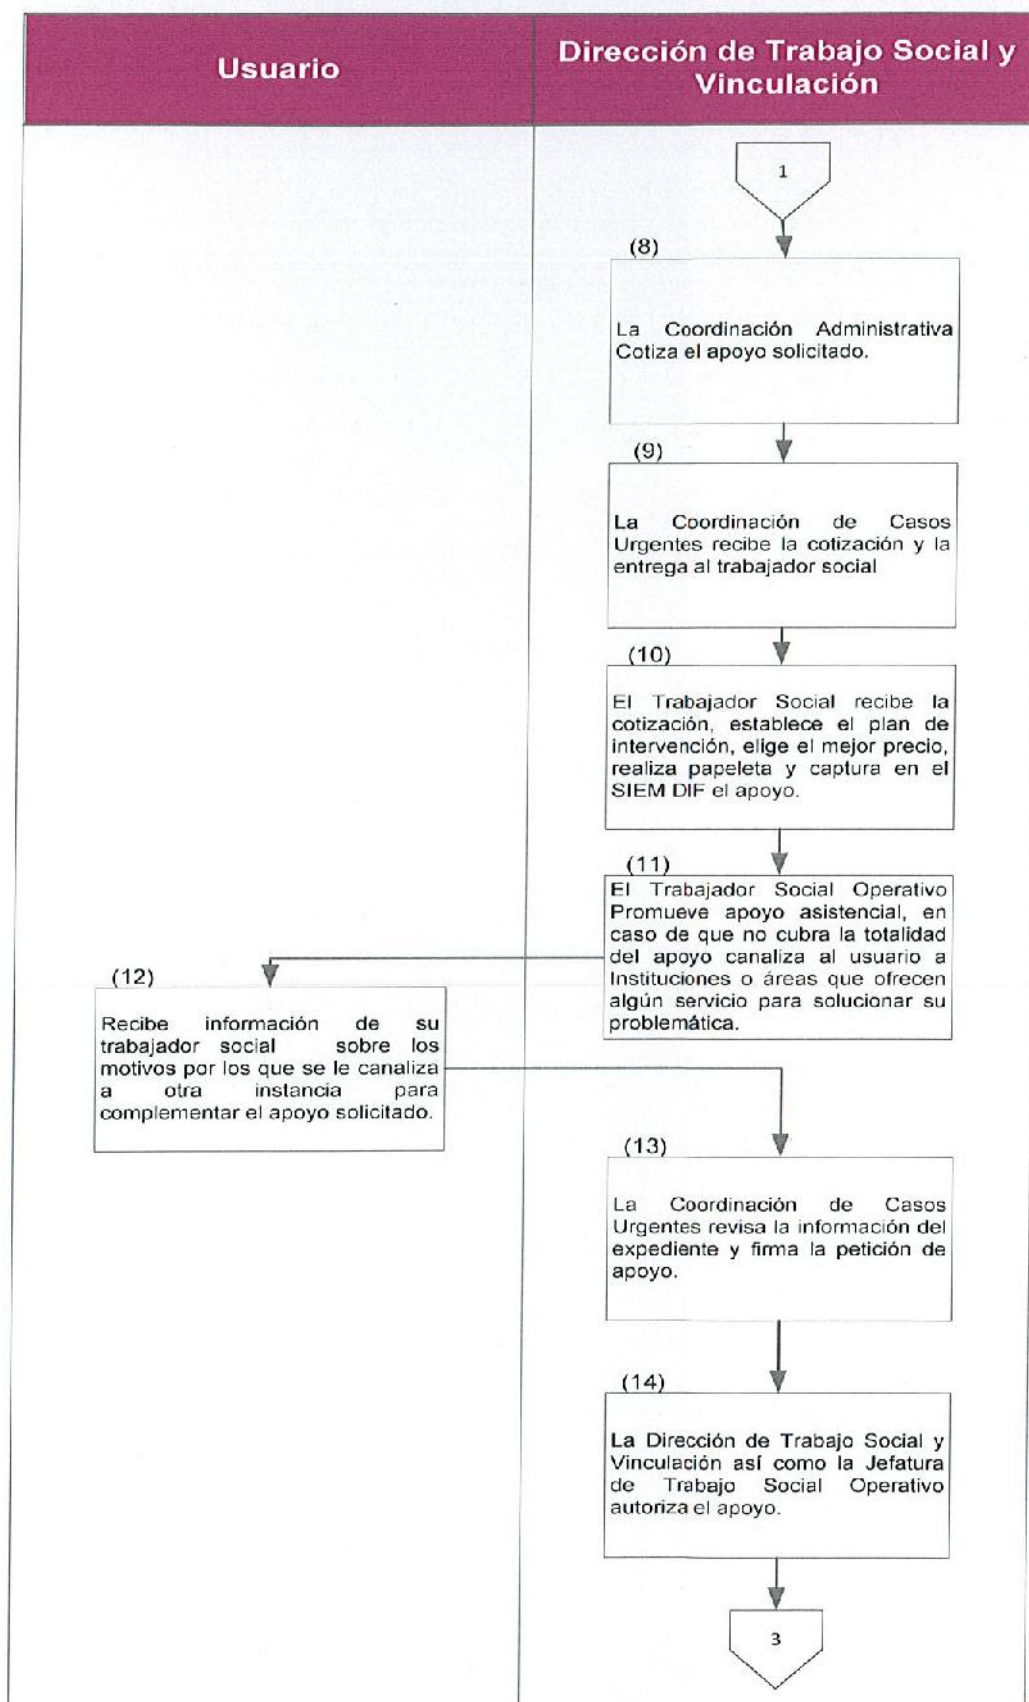 Usuario
Dirección de Trabajo Social y
Vinculación
1
(8)
La Coordinación Administrativa
Cotiza el apoyo solicitado.
(9)
La Coordinación de Casos
Urgentes recibe la cotización y la
entrega al trabajador social
(10)
El Trabajador Social recibe la
cotización, establece el plan de
intervención, elige el mejor precio,
realiza papeleta y captura en el
SIEM DIF el apoyo.
(11)
El Trabajador Social Operativo
Promueve apoyo asistencial, en
caso de que no cubra la totalidad
del apoyo canaliza al usuario a
Instituciones o áreas que ofrecen
algún servicio para solucionar su
problemática.
(12)
Recibe información de su
trabajador social sobre los
motivos por los que se le canaliza
a otra instancia para
complementar el apoyo solicitado.
(13)
La Coordinación de Casos
Urgentes revisa la información del
expediente y firma la petición de
apoyo.
(14)
La Dirección de Trabajo Social y
Vinculación así como la Jefatura
de Trabajo Social Operativo
autoriza el apoyo.
3